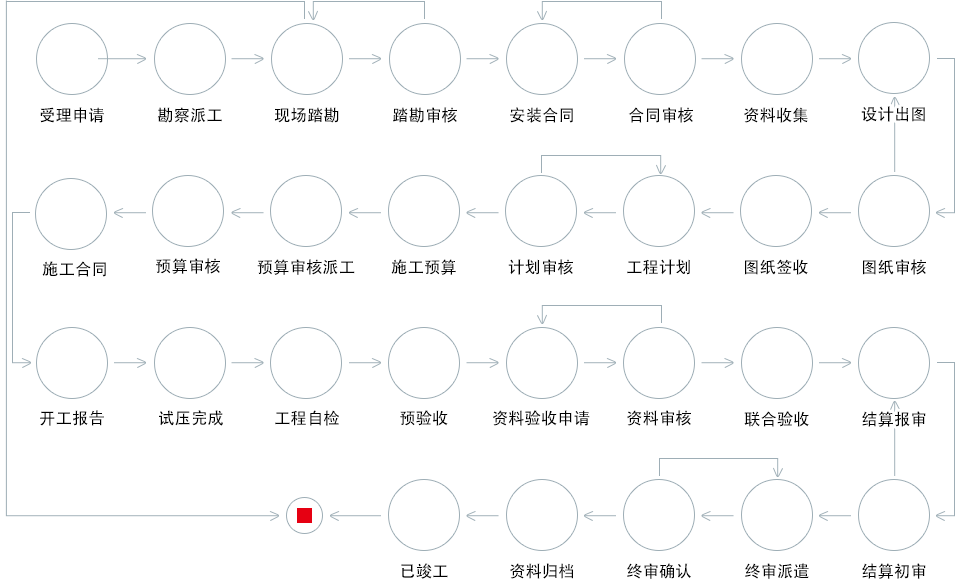 受理申请
勘察派工
现场踏勘
踏勘审核
安装合同
合同审核
资料收集
设计出图
施工合同
预算审核
预算审核派工
施工预算
计划审核
工程计划
图纸签收
图纸审核
开工报告
试压完成
工程自检
预验收
资料验收申请
资料审核
联合验收
结算报审
已竣工
资料归档
终审确认
终审派遣
结算初审